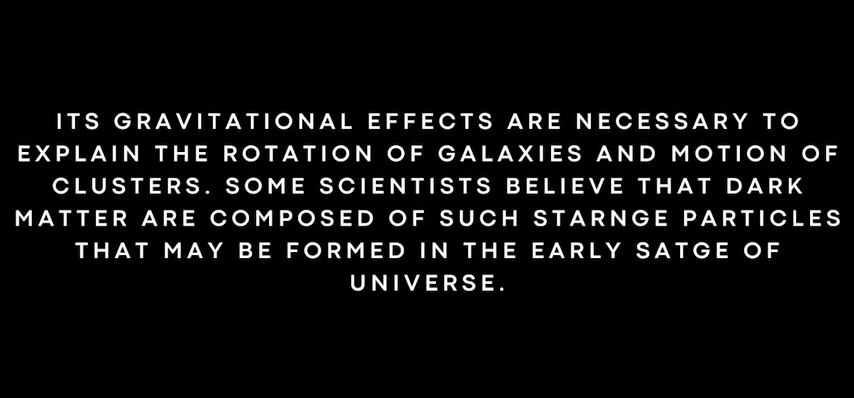 ITS GRAVITATIONAL EFFECTS ARE NECESSARY TO
EXPLAIN THE ROTATION OF GALAXIES AND MOTION OF
CLUSTERS. SOME SCIENTISTS BELIEVE THAT DARK
MATTER ARE COMPOSED OF SUCH STARNGE PARTICLES
THAT MAY BE FORMED IN THE EARLY SATGE OF
UNIVERSE.